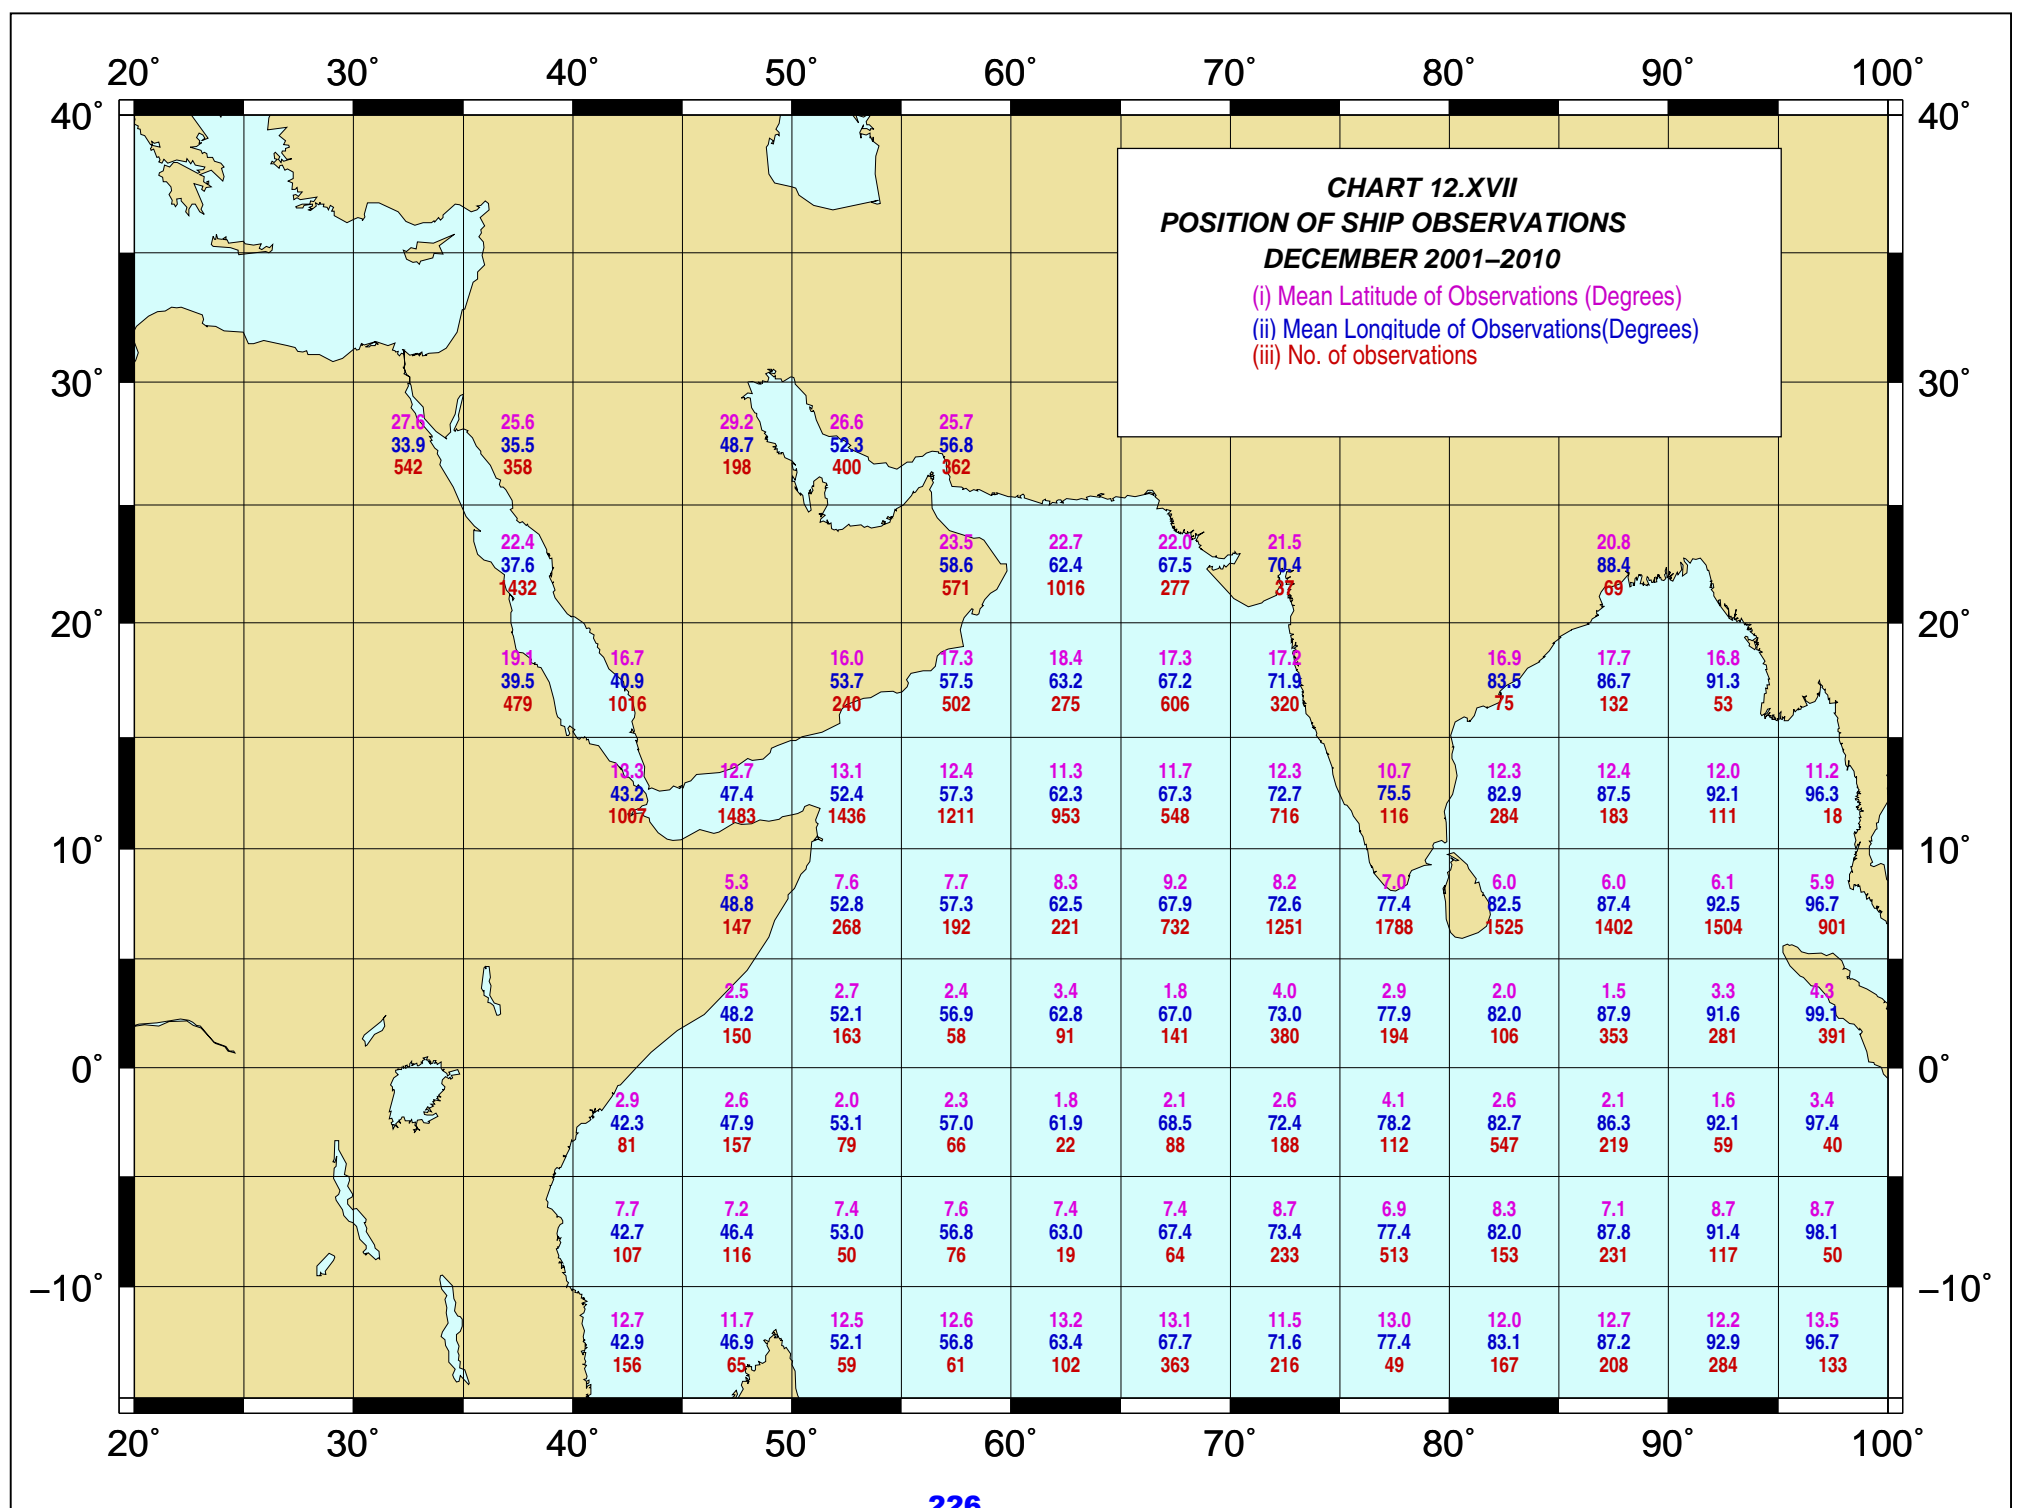 20˚ 30˚ 40˚ 50˚ 60˚ 70˚ 80˚ 90˚ 100˚
40˚ 40˚
CHART 12.XVII
POSITION OF SHIP OBSERVATIONS
DECEMBER 2001–2010
(i) Mean Latitude of Observations (Degrees)
(ii) Mean Longitude of Observations(Degrees)
(iii) No. of observations
30˚ 30˚
27.6 25.6 29.2 26.6 25.7
33.9 35.5 48.7 52.3 56.8
542 358 198 400 362
22.4 23.5 22.7 22.0 21.5 20.8
37.6 58.6 62.4 67.5 70.4 88.4
1432 571 1016 277 37 69
20˚ 20˚
19.1 16.7 16.0 17.3 18.4 17.3 17.2 16.9 17.7 16.8
39.5 40.9 53.7 57.5 63.2 67.2 71.9 83.5 86.7 91.3
479 1016 240 502 275 606 320 75 132 53
13.3 12.7 13.1 12.4 11.3 11.7 12.3 10.7 12.3 12.4 12.0 11.2
43.2 47.4 52.4 57.3 62.3 67.3 72.7 75.5 82.9 87.5 92.1 96.3
1007 1483 1436 1211 953 548 716 116 284 183 111 18
10˚ 10˚
5.3 7.6 7.7 8.3 9.2 8.2 7.0 6.0 6.0 6.1 5.9
48.8 52.8 57.3 62.5 67.9 72.6 77.4 82.5 87.4 92.5 96.7
147 268 192 221 732 1251 1788 1525 1402 1504 901
2.5 2.7 2.4 3.4 1.8 4.0 2.9 2.0 1.5 3.3 4.3
48.2 52.1 56.9 62.8 67.0 73.0 77.9 82.0 87.9 91.6 99.1
150 163 58 91 141 380 194 106 353 281 391
0˚ 0˚
2.9 2.6 2.0 2.3 1.8 2.1 2.6 4.1 2.6 2.1 1.6 3.4
42.3 47.9 53.1 57.0 61.9 68.5 72.4 78.2 82.7 86.3 92.1 97.4
81 157 79 66 22 88 188 112 547 219 59 40
7.7 7.2 7.4 7.6 7.4 7.4 8.7 6.9 8.3 7.1 8.7 8.7
42.7 46.4 53.0 56.8 63.0 67.4 73.4 77.4 82.0 87.8 91.4 98.1
107 116 50 76 19 64 233 513 153 231 117 50
–10˚ –10˚
12.7 11.7 12.5 12.6 13.2 13.1 11.5 13.0 12.0 12.7 12.2 13.5
42.9 46.9 52.1 56.8 63.4 67.7 71.6 77.4 83.1 87.2 92.9 96.7
156 65 59 61 102 363 216 49 167 208 284 133
20˚ 30˚ 40˚ 50˚ 60˚ 70˚ 80˚ 90˚ 100˚
226